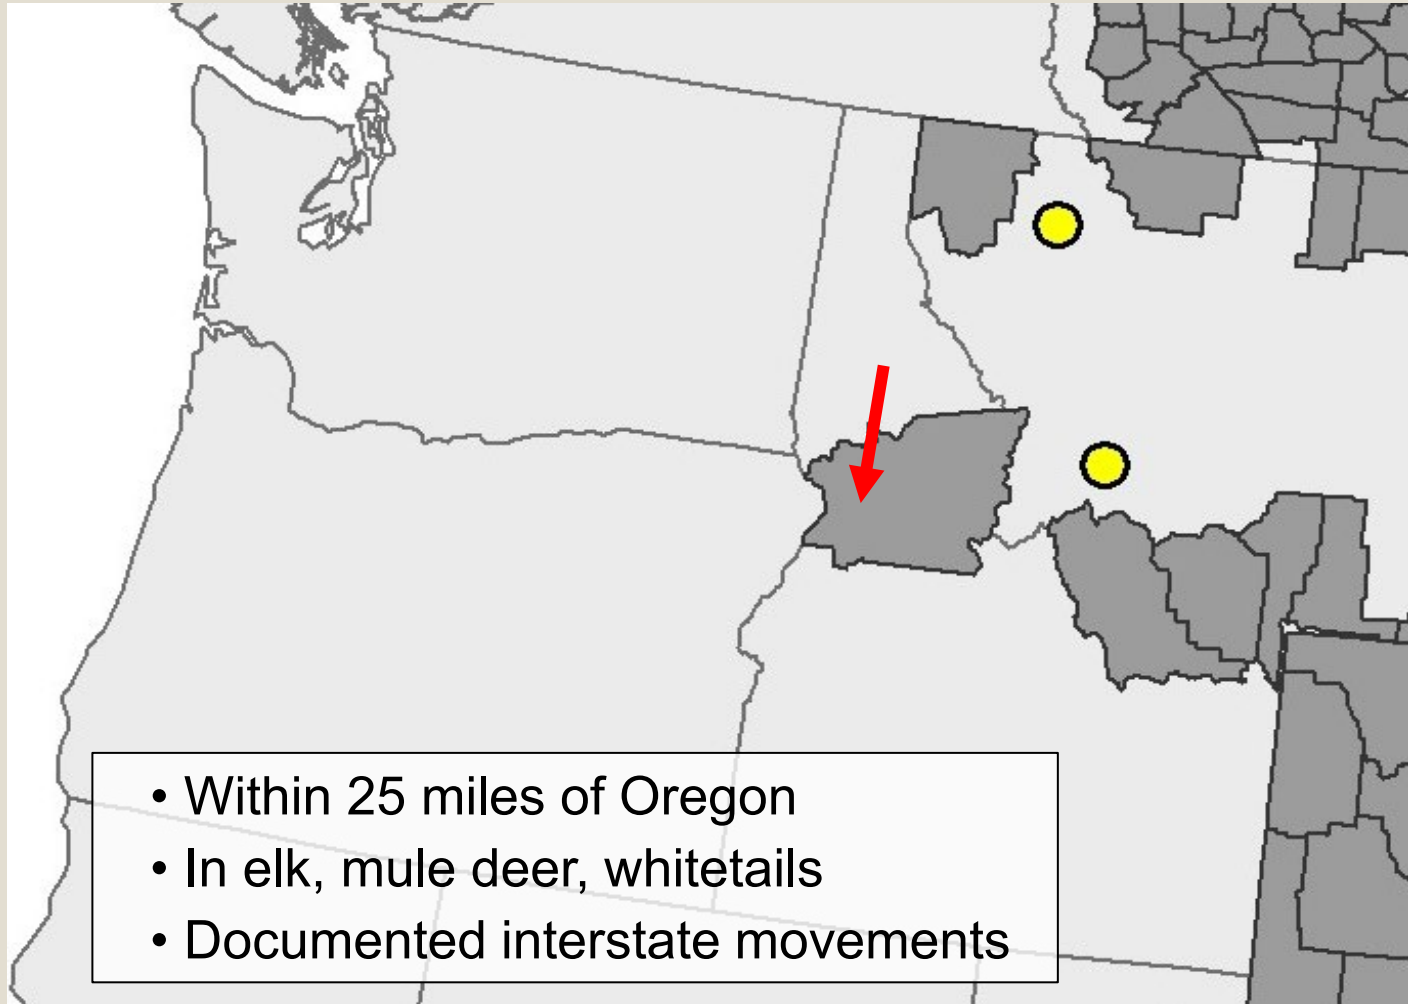 • Within 25 miles of Oregon
• In elk, mule deer, whitetails
• Documented interstate movements